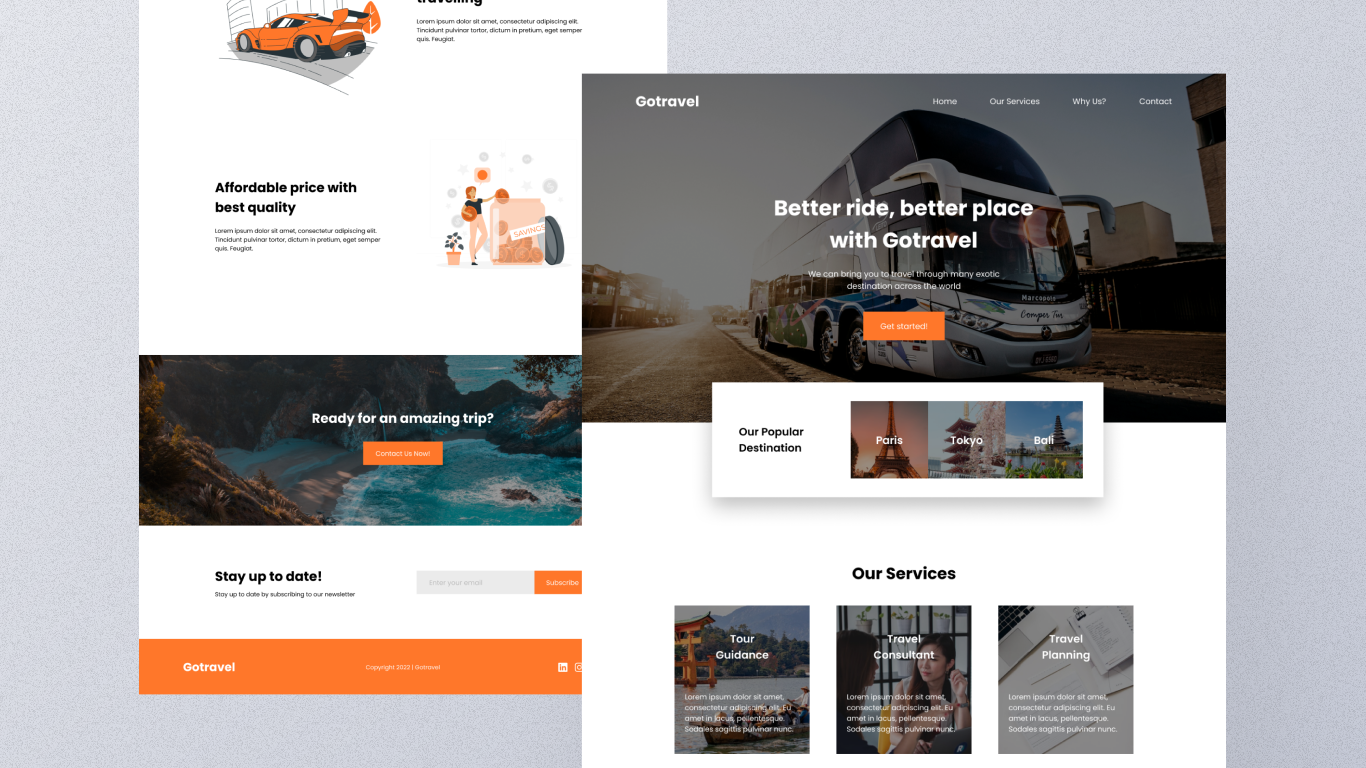 travelling
Lorem ipsum dolor sit amet, consectetur adipiscing elit.
Tincidunt pulvinar tortor, dictum in pretium, eget semper
quis. Feugiat.
Affordable price with
best quality
Lorem ipsum dolor sit amet, consectetur adipiscing elit.
Tincidunt pulvinar tortor, dictum in pretium, eget semper
quis. Feugiat.
SAVINGS
Ready for an amazing trip?
Contact Us Now!
Stay up to date!
Stay up to date by subscribing to our newsletter
Enter your email
Subscribe
Gotravel
Copyright 2022 | Gotravel
Gotravel
Home
Our Services
Why Us?
Contact
Better ride, better place
with Gotravel
We can bring you to travel through many exotic
destination across the world
Get started!
Marcopolo
Comper Tur
Our Popular
Destination
Paris
Tokyo
Bali
Our Services
Tour
Guidance
Lorem ipsum dolor sit amet,
consectetur adipiscing elit. Eu
amet in lacus, pellentesque.
Sodales sagittis pulvinar nunc.
Travel
Consultant
Lorem ipsum dolor sit amet,
consectetur adipiscing elit. Eu
amet in lacus, pellentesque.
Sodales sagittis pulvinar nunc.
Travel
Planning
Lorem ipsum dolor sit amet,
consectetur adipiscing elit. Eu
amet in lacus, pellentesque.
Sodales sagittis pulvinar nunc.